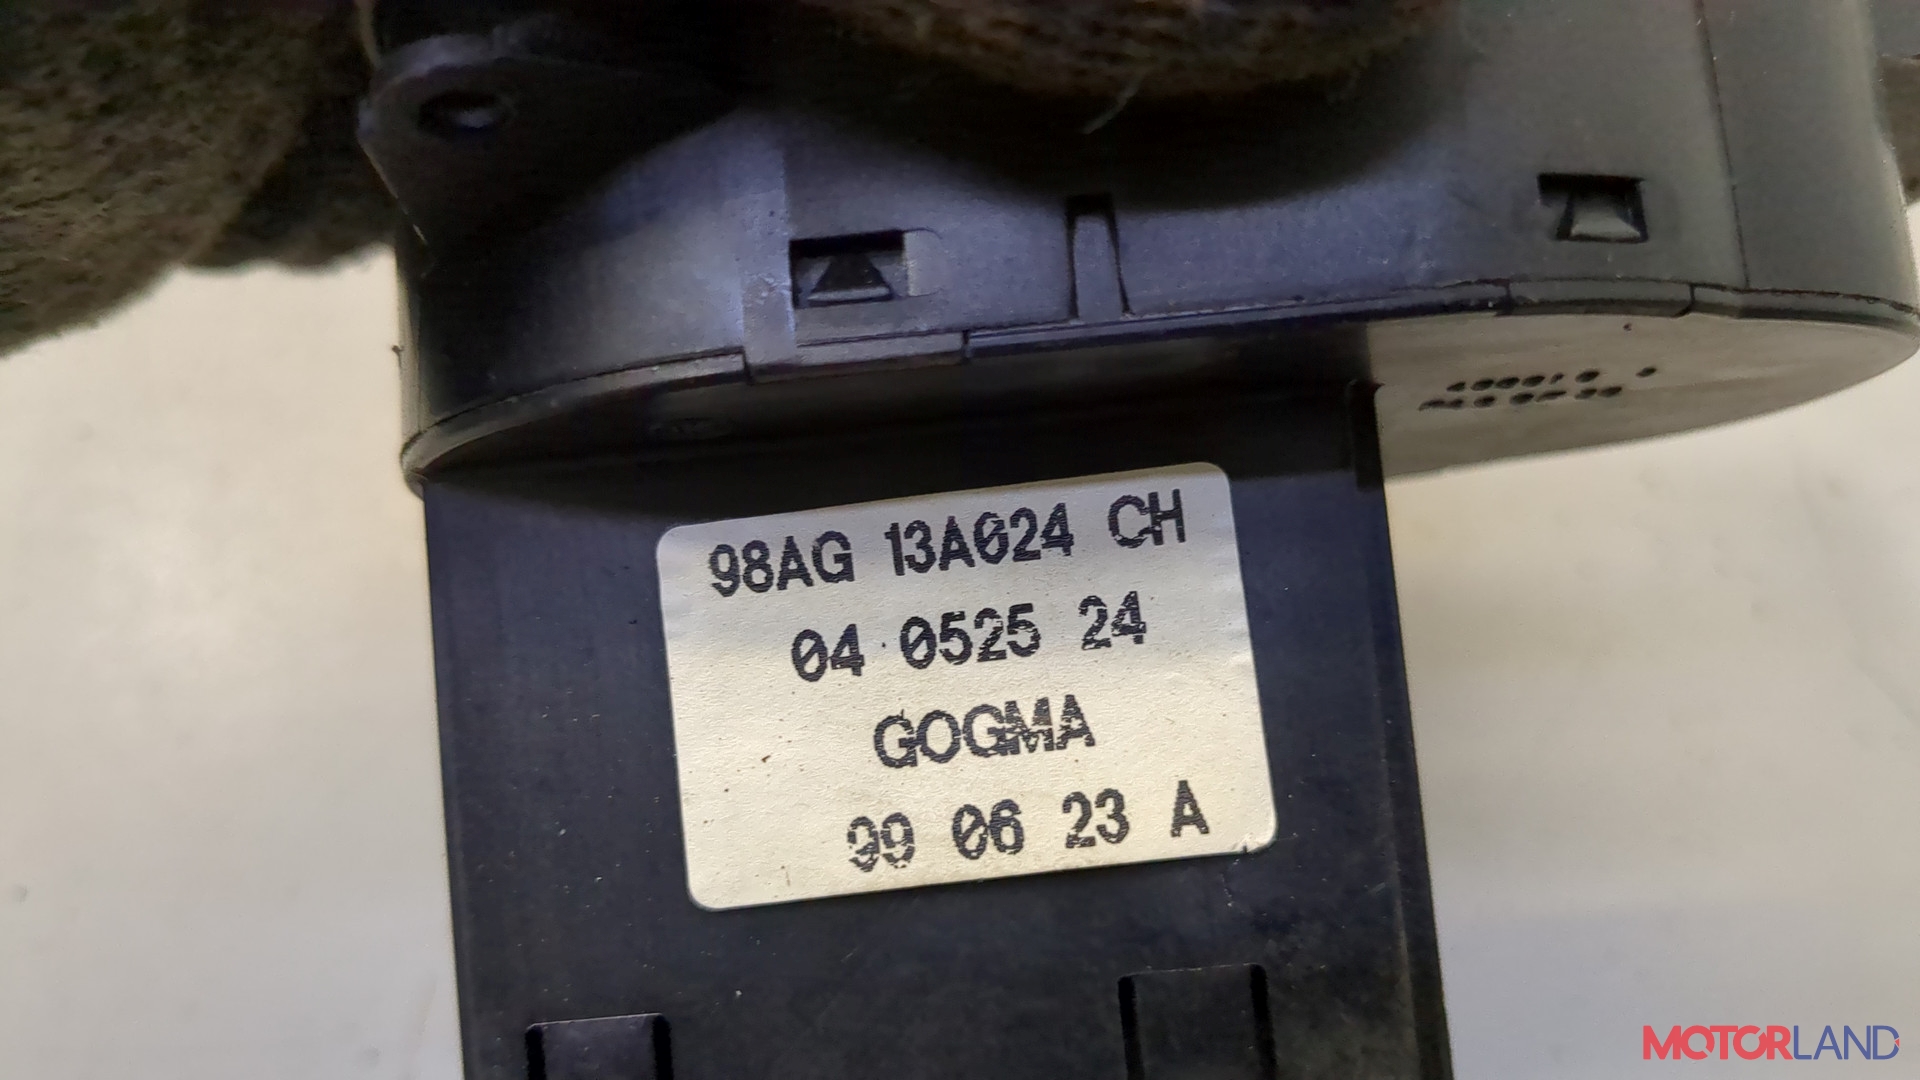 98AG 13A024 CH
04 0525 24
GOGMA
99 06 23 A
MOTORLAND